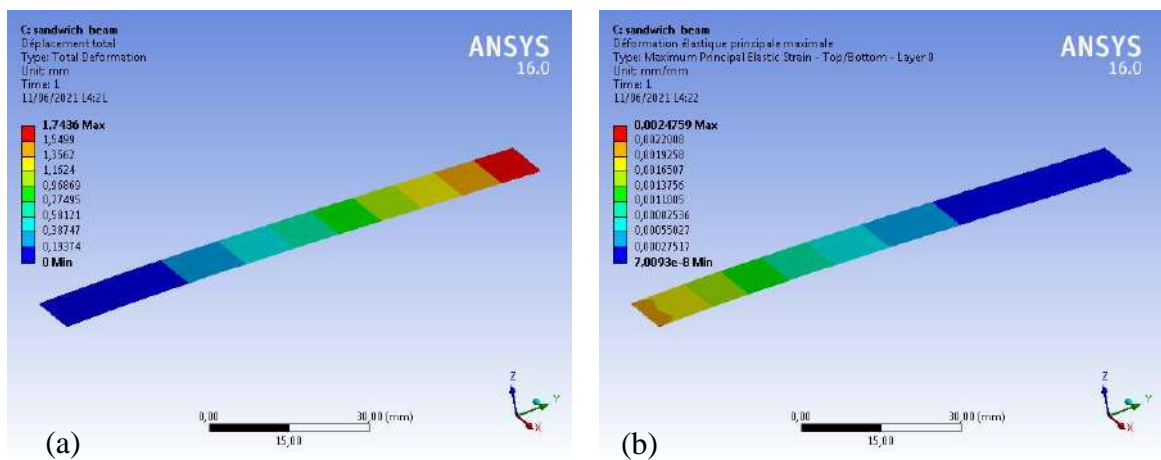 C: sandwich_beam
Déplacement total
Type: Total Deformation
Unit: mm
Time: 1
11/06/2021 14:21
ANSYS
16.0
1,7436 Max
1,5499
1,3562
1,1624
0,96869
0,77495
0,58121
0,38747
0,19374
0 Min
Z
Y
X
0,00
30,00 (mm)
15,00
(a)
C: sandwich_beam
Déformation élastique principale maximale
Type: Maximum Principal Elastic Strain - Top/Bottom - Layer 0
Unit: mm/mm
Time: 1
11/06/2021 14:22
ANSYS
16.0
0,0024759 Max
0,0022008
0,0019258
0,0016507
0,0013756
0,0011005
0,00082536
0,00055027
0,00027517
7,0093e-8 Min
Z
Y
X
0,00
30,00 (mm)
15,00
(b)